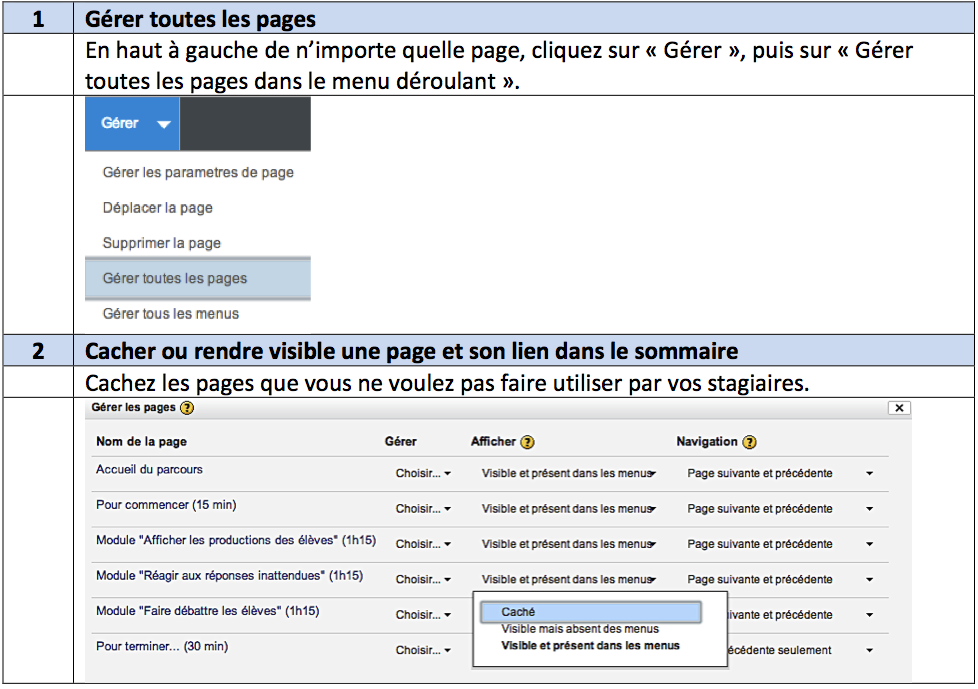 1 Gérer toutes les pages
En haut à gauche de n’importe quelle page, cliquez sur « Gérer », puis sur « Gérer
toutes les pages dans le menu déroulant ».
Gérer
Gérer les parametres de page
Déplacer la page
Supprimer la page
Gérer toutes les pages
Gérer tous les menus
2 Cacher ou rendre visible une page et son lien dans le sommaire
Cachez les pages que vous ne voulez pas faire utiliser par vos stagiaires.
Gérer les pages ? x
Nom de la page Gérer Afficher ? Navigation ?
Accueil du parcours Choisir... Visible et présent dans les menus Page suivante et précédente
Pour commencer (15 min) Choisir... Visible et présent dans les menus Page suivante et précédente
Module "Afficher les productions des élèves" (1h15) Choisir... Visible et présent dans les menus Page suivante et précédente
Module "Réagir aux réponses inattendues" (1h15) Choisir... Visible et présent dans les menus Page suivante et précédente
Module "Faire débattre les élèves" (1h15) Choisir... Caché ivante et précédente
Visible mais absent des menus
Visible et présent dans les menus
Pour terminer... (30 min) Choisir... écédente seulement